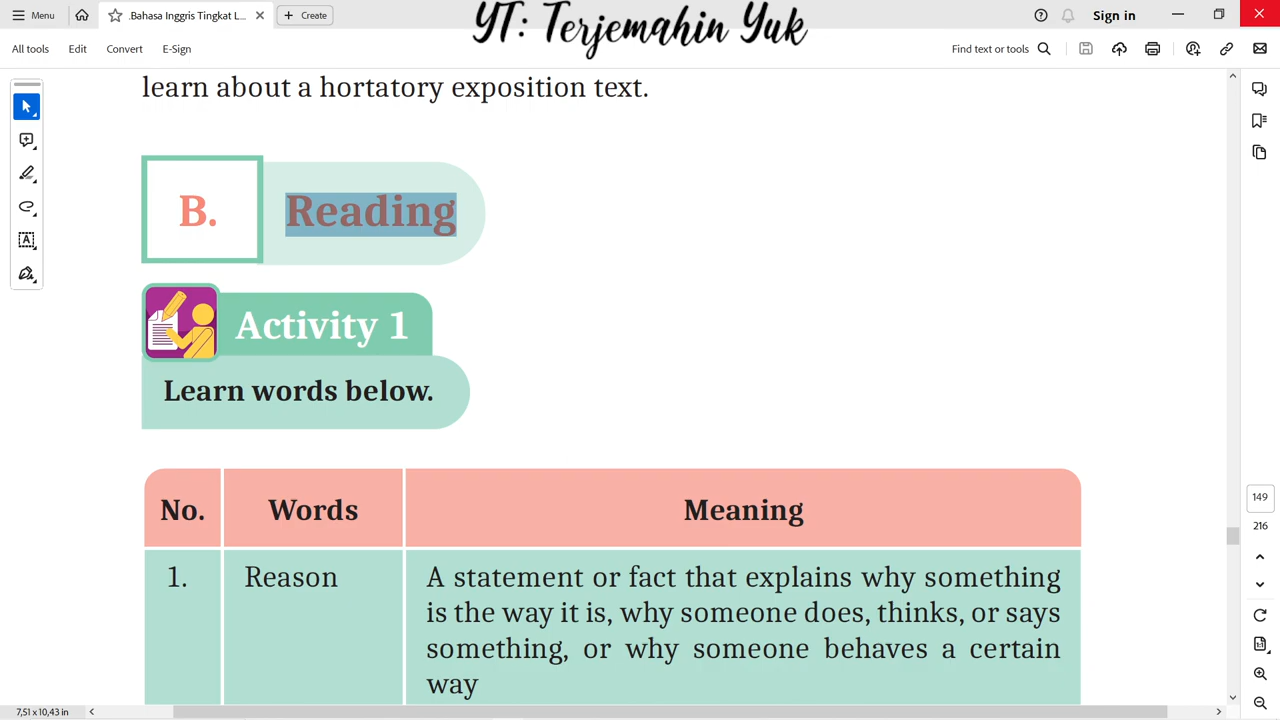 Menu
.Bahasa Inggris Tingkat L...
Create
YT: Terjemahin Yuk
Sign in
All tools
Edit
Convert
E-Sign
Find text or tools
learn about a hortatory exposition text.
B.
Reading
Activity 1
Learn words below.
No.
Words
Meaning
1.
Reason
A statement or fact that explains why something
is the way it is, why someone does, thinks, or says
something, or why someone behaves a certain
way
149
216
7,51 x 10,43 in